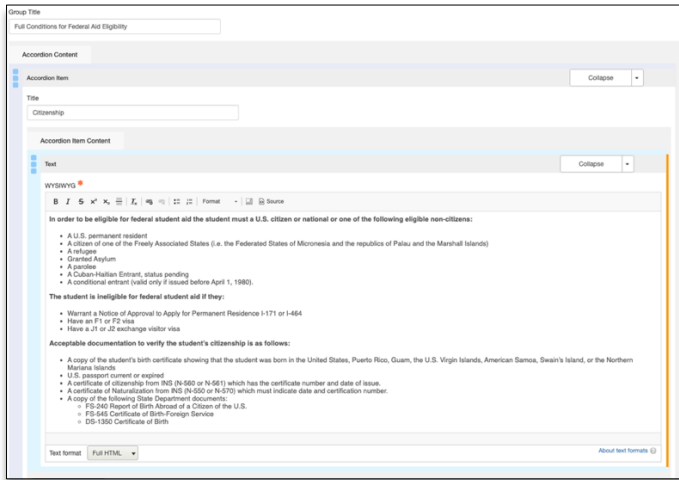 Group Title
Full Conditions for Federal Aid Eligibility
Accordion Content
Accordion Item
Collapse
Title
Citizenship
Accordion Item Content
Text
Collapse
WYSIWYG *
B I S x² x₂ Ix Format Source
In order to be eligible for federal student aid the student must a U.S. citizen or national or one of the following eligible non-citizens:
• A U.S. permanent resident
• A citizen of one of the Freely Associated States (i.e. the Federated States of Micronesia and the republics of Palau and the Marshall Islands)
• A refugee
• Granted Asylum
• A parolee
• A Cuban-Haitian Entrant, status pending
• A conditional entrant (valid only if issued before April 1, 1980).
The student is ineligible for federal student aid if they:
• Warrant a Notice of Approval to Apply for Permanent Residence I-171 or I-464
• Have an F1 or F2 visa
• Have a J1 or J2 exchange visitor visa
Acceptable documentation to verify the student's citizenship is as follows:
• A copy of the student's birth certificate showing that the student was born in the United States, Puerto Rico, Guam, the U.S. Virgin Islands, American Samoa, Swain's Island, or the Northern
Mariana Islands
• U.S. passport current or expired
• A certificate of citizenship from INS (N-560 or N-561) which has the certificate number and date of issue.
• A certificate of Naturalization from INS (N-550 or N-570) which must indicate date and certification number.
• A copy of the following State Department documents:
○ FS-240 Report of Birth Abroad of a Citizen of the U.S.
○ FS-545 Certificate of Birth-Foreign Service
○ DS-1350 Certificate of Birth
Text format Full HTML
About text formats